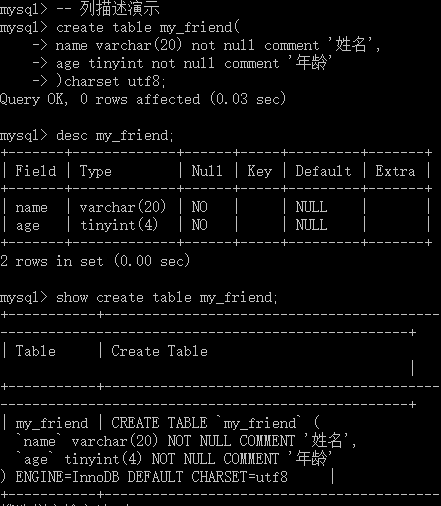 mysql> -- 列描述演示
mysql> create table my_friend(
    -> name varchar(20) not null comment '姓名',
    -> age tinyint not null comment '年龄'
    -> )charset utf8;
Query OK, 0 rows affected (0.03 sec)
mysql> desc my_friend;
+-------+-------------+------+-----+---------+-------+
| Field | Type        | Null | Key | Default | Extra |
+-------+-------------+------+-----+---------+-------+
| name  | varchar(20) | NO   |     | NULL    |       |
| age   | tinyint(4)  | NO   |     | NULL    |       |
+-------+-------------+------+-----+---------+-------+
2 rows in set (0.00 sec)
mysql> show create table my_friend;
| Table     | Create Table
|
| my_friend | CREATE TABLE `my_friend` (
  `name` varchar(20) NOT NULL COMMENT '姓名',
  `age` tinyint(4) NOT NULL COMMENT '年龄'
) ENGINE=InnoDB DEFAULT CHARSET=utf8     |